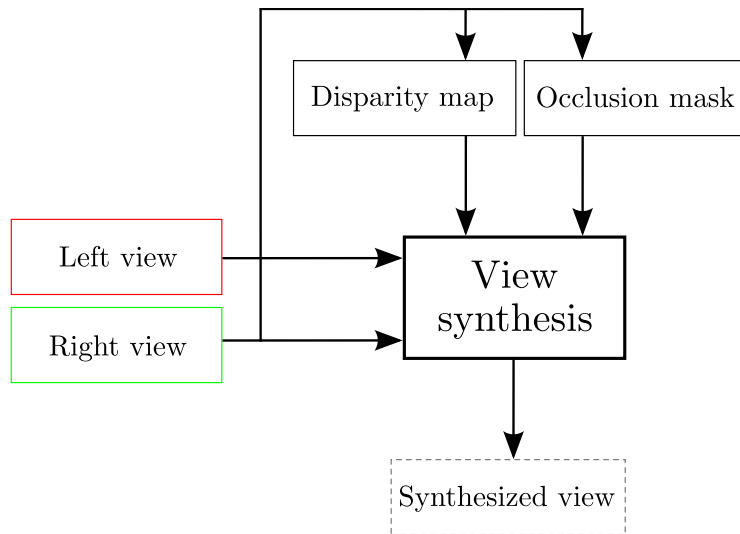 Disparity map
Occlusion mask
Left view
Right view
View
synthesis
Synthesized view